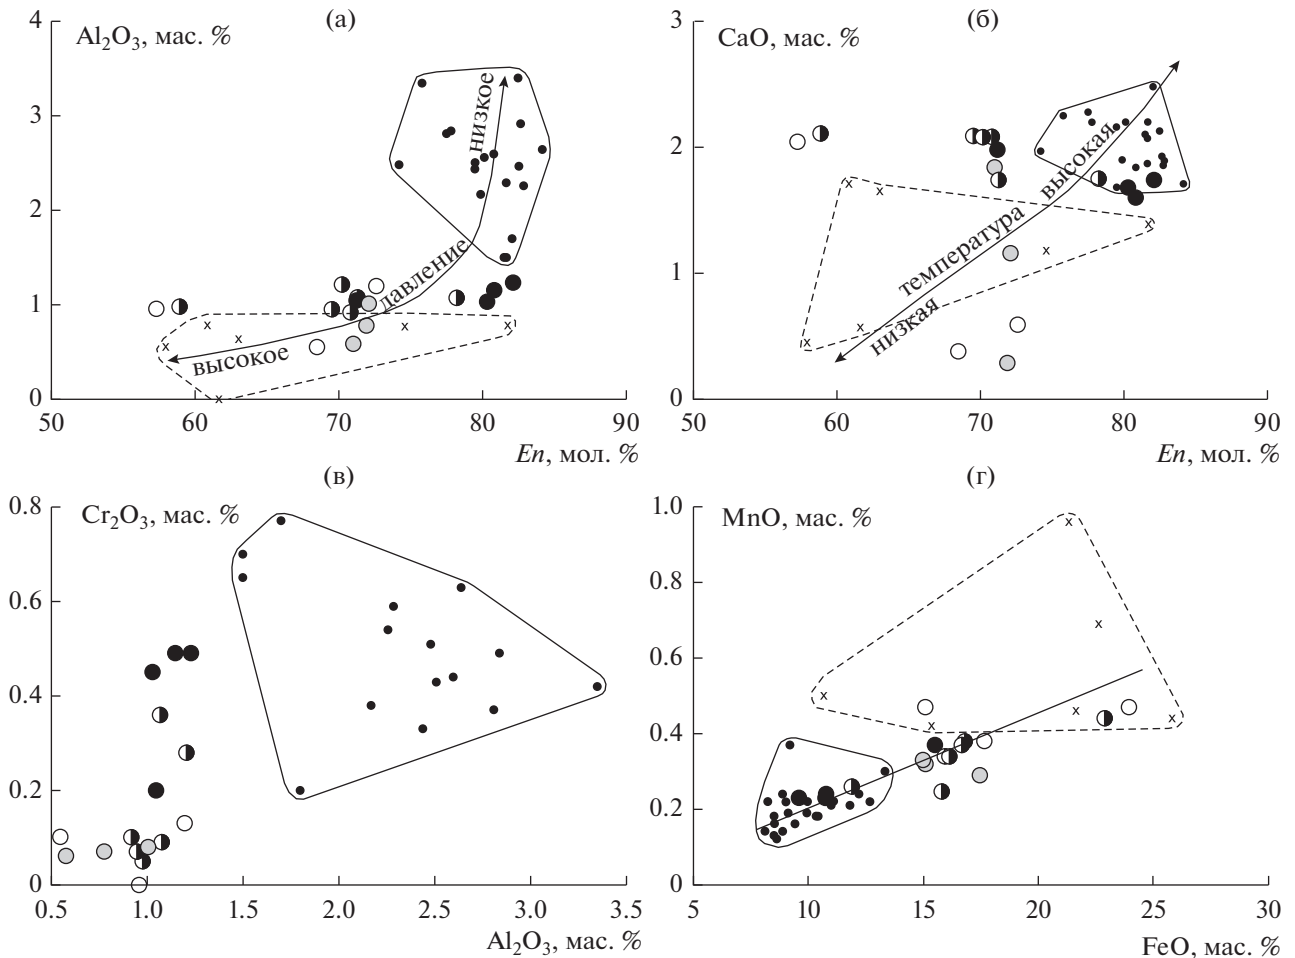 (а)
Al2O3, мас. %
4
3
2
1
0
50
60
70
80
90
En, мол. %
низкое
давление
высокое
(б)
CaO, мас. %
3
2
1
0
50
60
70
80
90
En, мол. %
высокая
температура
низкая
(в)
Cr2O3, мас. %
0.8
0.6
0.4
0.2
0
0.5
1.0
1.5
2.0
2.5
3.0
3.5
Al2O3, мас. %
(г)
MnO, мас. %
1.0
0.8
0.6
0.4
0.2
0
5
10
15
20
25
30
FeO, мас. %